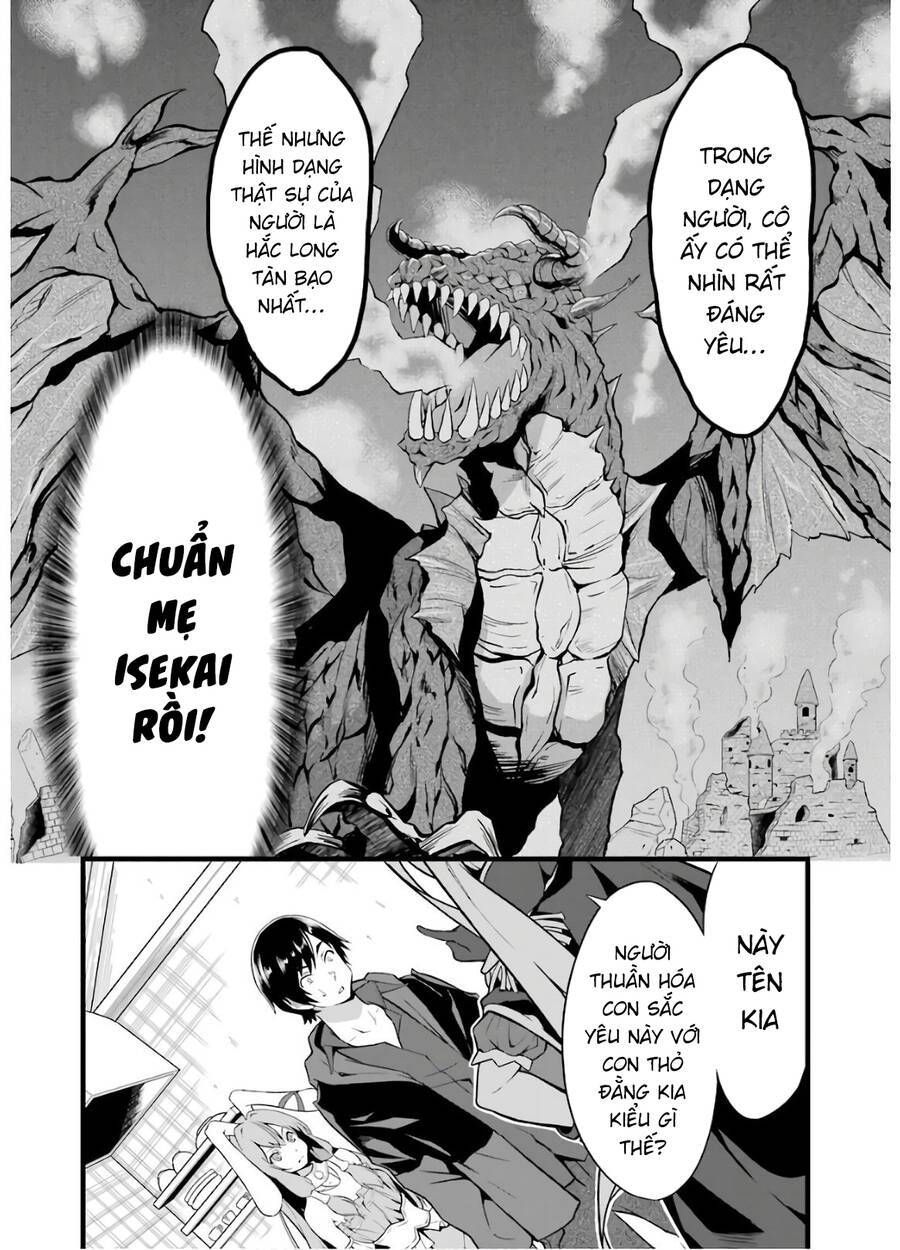 TRONG
DẠNG
NGƯỜI, CÔ
ẤY CÓ THỂ
NHÌN RẤT
ĐÁNG
YÊU...
THẾ NHƯNG
HÌNH DẠNG
THẬT SỰ CỦA
NGƯỜI LÀ
HẮC LONG
TÀN BẠO
NHẤT...
CHUẨN
MẸ
ISEKAI
RỒI!
NÀY
TÊN
KIA
NGƯỜI
THUẦN HÓA
CON SẮC
YÊU NÀY VỚI
CON THỎ
ĐẰNG KIA
KIỂU GÌ
THẾ?